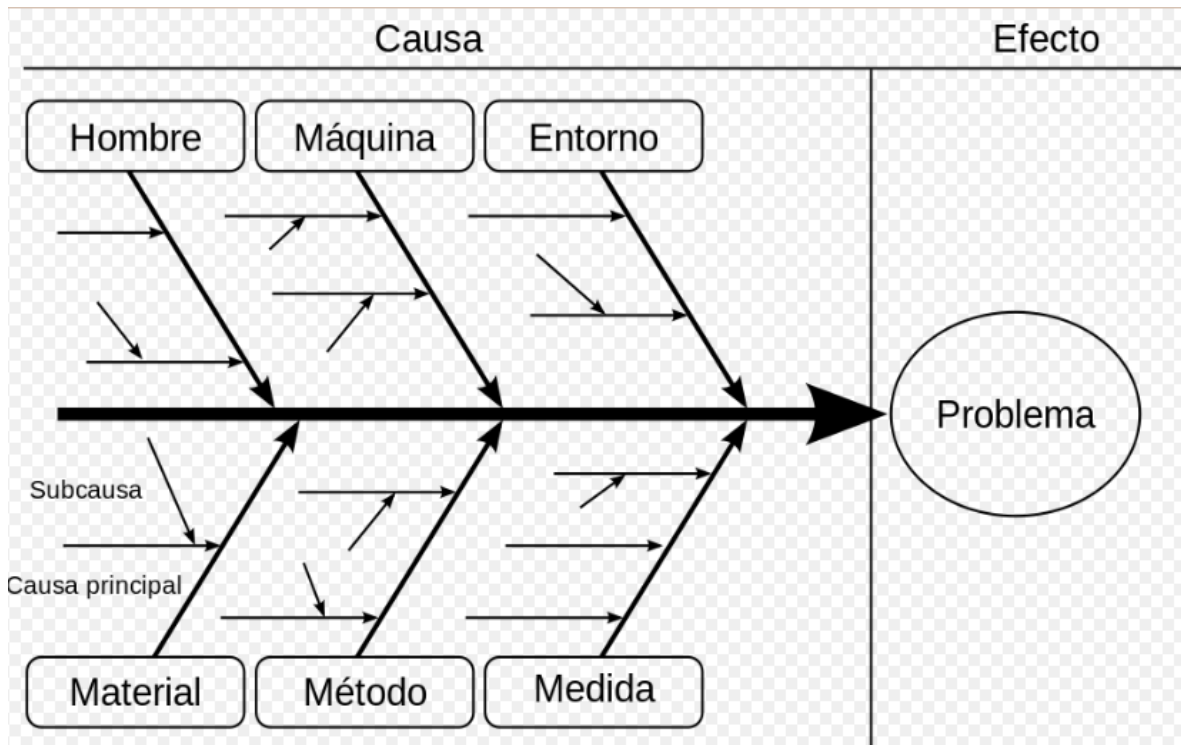 Causa
Efecto
Hombre
Máquina
Entorno
Problema
Subcausa
Causa principal
Material
Método
Medida